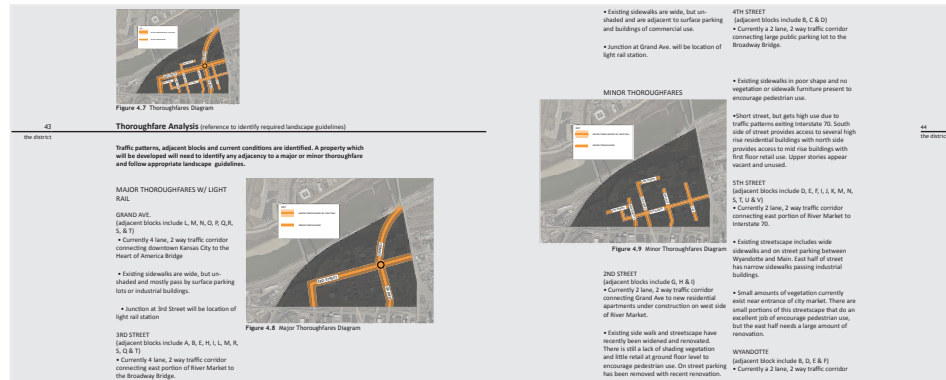 Figure 4.7 Thoroughfares Diagram
43
the district
Thoroughfare Analysis (reference to identify required landscape guidelines)
Traffic patterns, adjacent blocks and current conditions are identified. A property which
will be developed will need to identify any adjacency to a major or minor thoroughfare
and follow appropriate landscape guidelines.
MAJOR THOROUGHFARES W/ LIGHT
RAIL
GRAND AVE.
(adjacent blocks include L, M, N, O, P, Q,R,
S, & T)
• Currently 4 lane, 2 way traffic corridor
connecting downtown Kansas City to the
Heart of America Bridge
• Existing sidewalks are wide, but un-
shaded and mostly pass by surface parking
lots or industrial buildings.
• Junction at 3rd Street will be location of
light rail station
3RD STREET
(adjacent blocks include A, B, E, H, I, L, M, R,
S, Q & T)
• Currently 4 lane, 2 way traffic corridor
connecting east portion of River Market to
the Broadway Bridge.
Figure 4.8 Major Thoroughfares Diagram
• Existing sidewalks are wide, but un-
shaded and are adjacent to surface parking
and buildings of commercial use.
• Junction at Grand Ave. will be location of
light rail station.
MINOR THOROUGHFARES
Figure 4.9 Minor Thoroughfares Diagram
2ND STREET
(adjacent blocks include G, H & I)
• Currently 2 lane, 2 way traffic corridor
connecting Grand Ave to new residential
apartments under construction on west side
of River Market.
• Existing side walk and streetscape have
recently been widened and renovated.
There is still a lack of shading vegetation
and little retail at ground floor level to
encourage pedestrian use. On street parking
has been removed with recent renovation.
4TH STREET
(adjacent blocks include B, C & D)
• Currently a 2 lane, 2 way traffic corridor
connecting large public parking lot to the
Broadway Bridge.
• Existing sidewalks in poor shape and no
vegetation or sidewalk furniture present to
encourage pedestrian use.
•Short street, but gets high use due to
traffic patterns exiting Interstate 70. South
side of street provides access to several high
rise residential buildings with north side
provides access to mid rise buildings with
first floor retail use. Upper stories appear
vacant and unused.
5TH STREET
(adjacent blocks include D, E, F, I, J, K, M, N,
S, T, U & V)
• Currently 2 lane, 2 way traffic corridor
connecting east portion of River Market to
Interstate 70.
• Existing streetscape includes wide
sidewalks and on street parking between
Wyandotte and Main. East half of street
has narrow sidewalks passing industrial
buildings.
• Small amounts of vegetation currently
exist near entrance of city market. There are
small portions of this streetscape that do an
excellent job of encourage pedestrian use,
but the east half needs a large amount of
renovation.
WYANDOTTE
(adjacent block include B, D, E & F)
• Currently a 2 lane, 2 way traffic corridor
44
the district